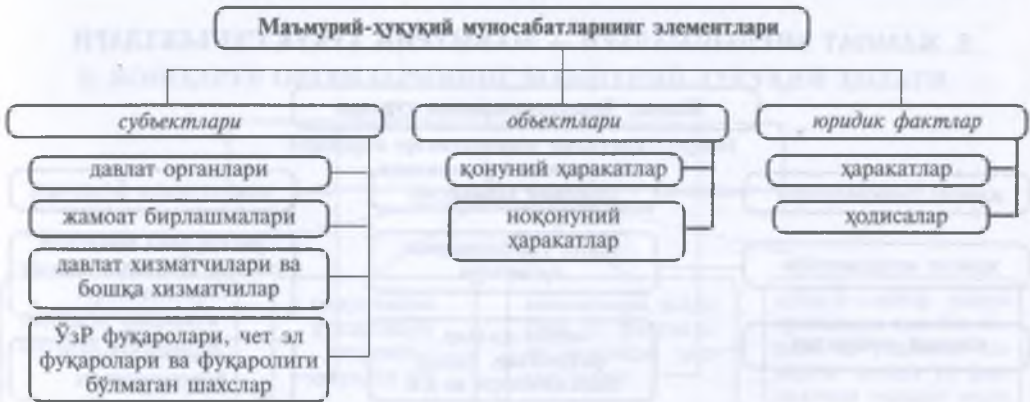 Маъмурий-ҳуқуқий муносабатларнинг элементлари
субъектлари
давлат органлари
жамоат бирлашмалари
давлат хизматчилари ва
бошқа хизматчилар
ЎзР фуқаролари, чет эл
фуқаролари ва фуқаролиги
бўлмаган шахслар
объектлари
қонуний ҳаракатлар
ноқонуний
ҳаракатлар
юридик фактлар
ҳаракатлар
ҳодисалар